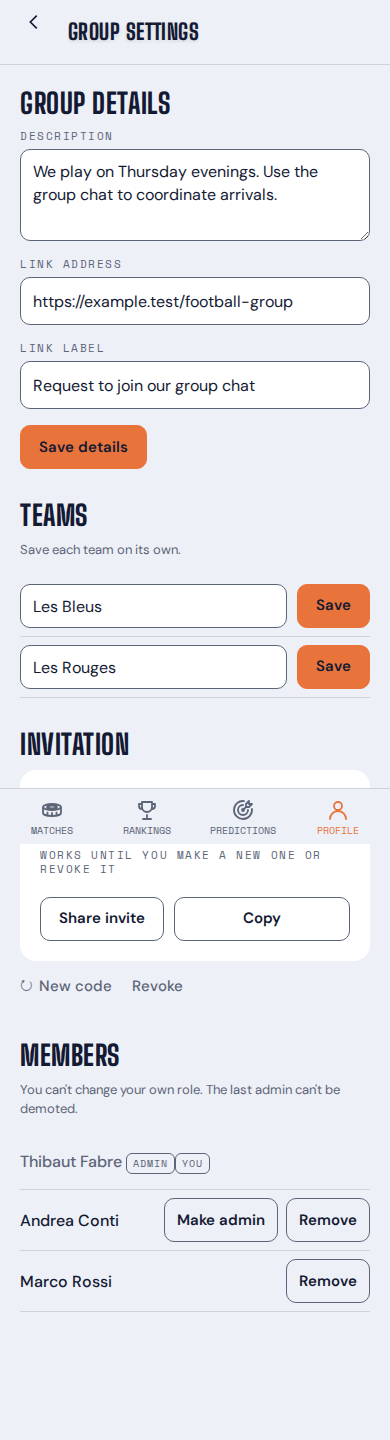 GROUP SETTINGS
GROUP DETAILS
DESCRIPTION
We play on Thursday evenings. Use the
group chat to coordinate arrivals.
LINK ADDRESS
https://example.test/football-group
LINK LABEL
Request to join our group chat
Save details
TEAMS
Save each team on its own.
Les Bleus
Save
Les Rouges
Save
INVITATION
MATCHES
RANKINGS
PREDICTIONS
PROFILE
WORKS UNTIL YOU MAKE A NEW ONE OR
REVOKE IT
Share invite
Copy
New code
Revoke
MEMBERS
You can't change your own role. The last admin can't be
demoted.
Thibaut Fabre ADMIN YOU
Andrea Conti
Make admin
Remove
Marco Rossi
Remove